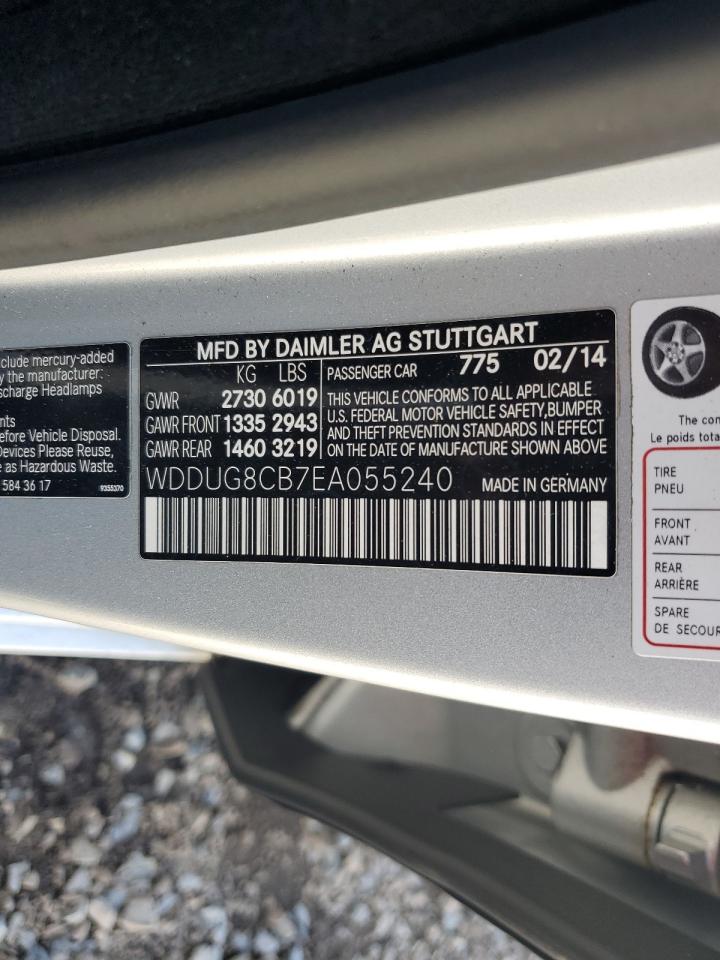 MFD BY DAIMLER AG STUTTGART
KG LBS PASSENGER CAR 775 02/14
GVWR 2730 6019
GAWR FRONT 1335 2943
GAWR REAR 1460 3219
THIS VEHICLE CONFORMS TO ALL APPLICABLE
U.S. FEDERAL MOTOR VEHICLE SAFETY,BUMPER
AND THEFT PREVENTION STANDARDS IN EFFECT
ON THE DATE OF MANUFACTURE SHOWN ABOVE
WDDUG8CB7EA055240 MADE IN GERMANY
clude mercury-added
y the manufacturer:
scharge Headlamps
nts
efore Vehicle Disposal.
Devices Please Reuse,
e as Hazardous Waste.
584 36 17
9255370
The com
Le poids tota
TIRE
PNEU
FRONT
AVANT
REAR
ARRIÈRE
SPARE
DE SECOUR